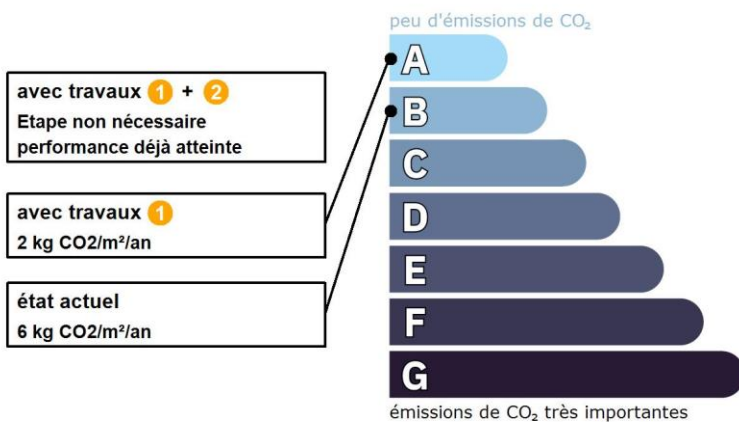 peu d'émissions de CO₂
A
B
C
D
E
F
G
émissions de CO₂ très importantes
avec travaux 1 + 2
Etape non nécessaire
performance déjà atteinte
avec travaux 1
2 kg CO2/m²/an
état actuel
6 kg CO2/m²/an